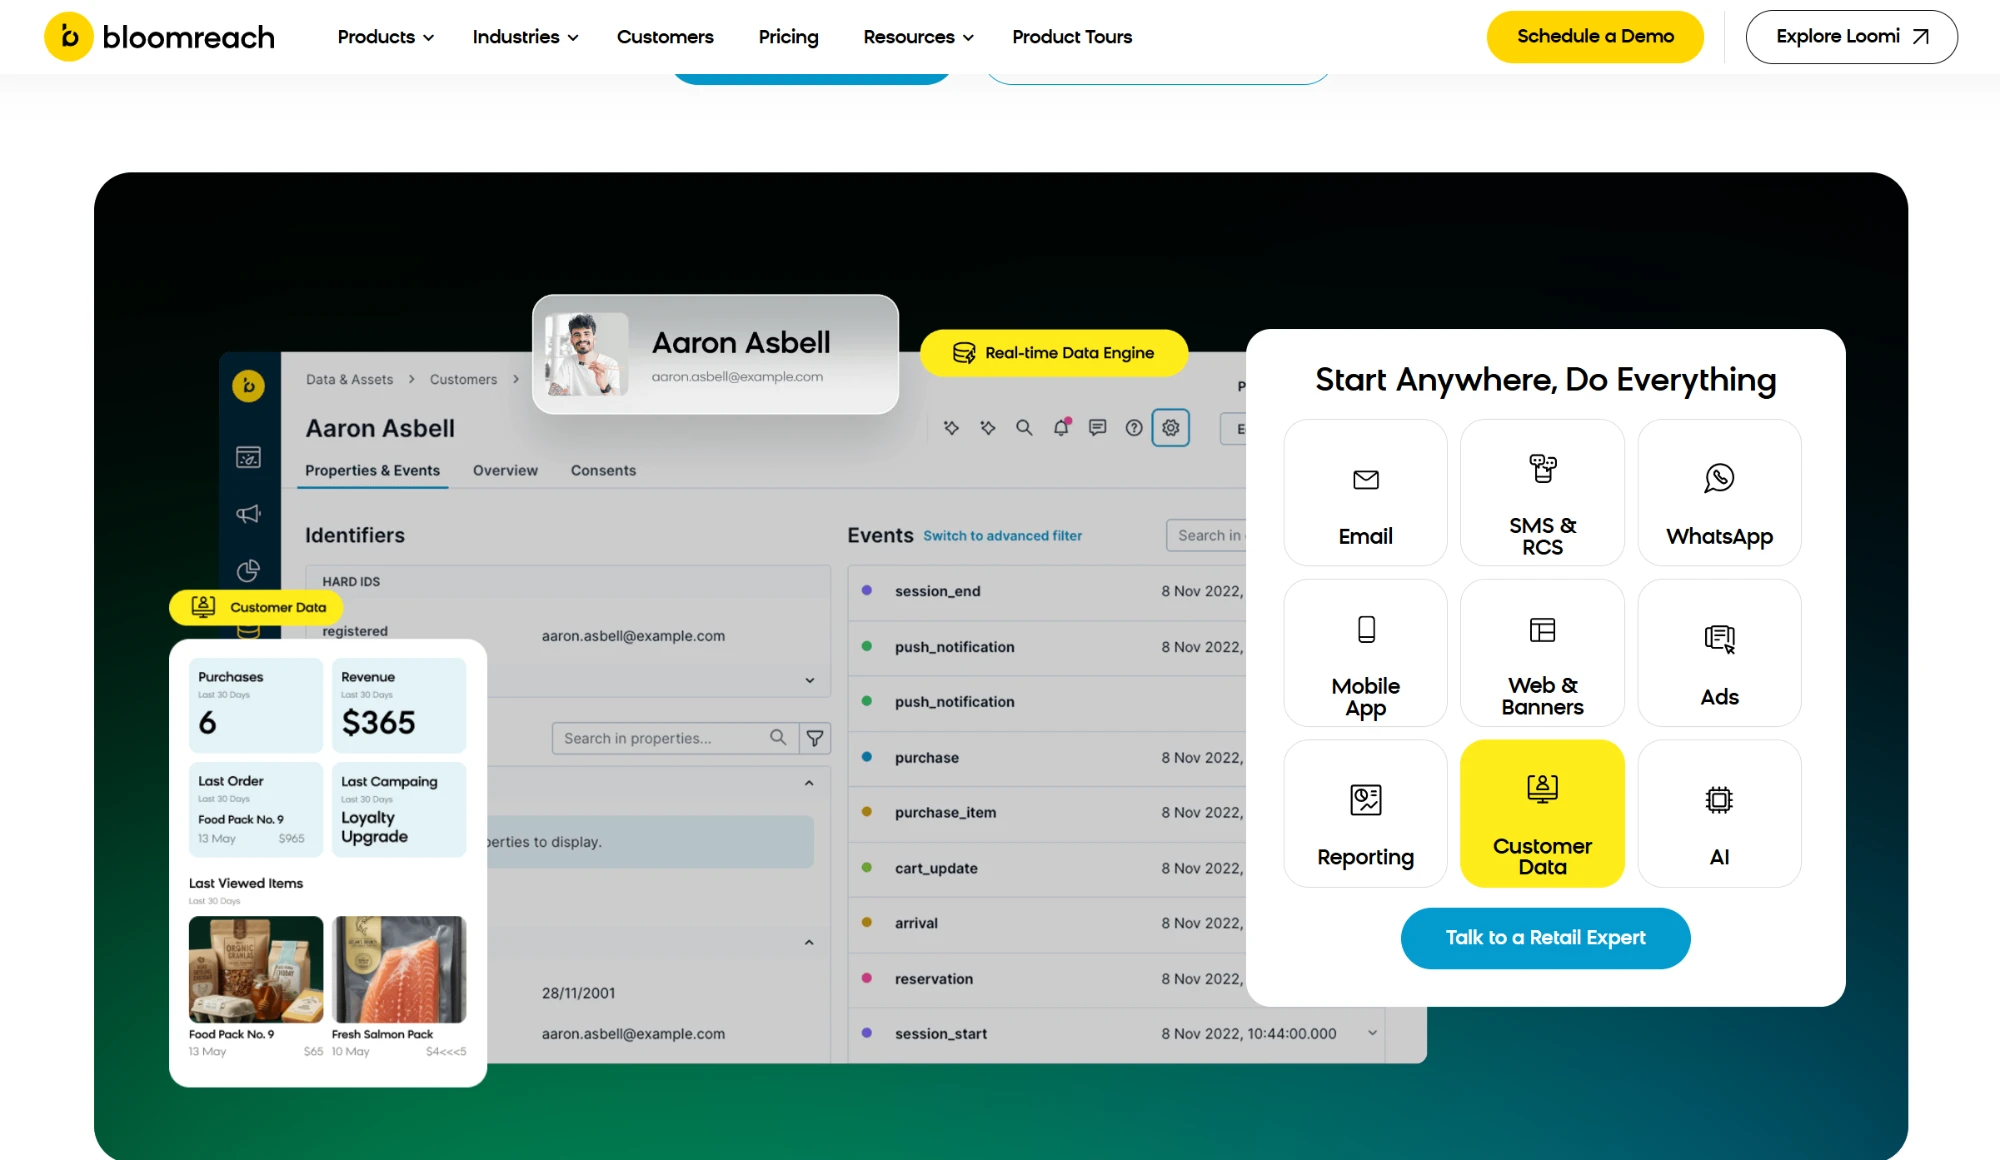 bloomreach
Products
Industries
Customers
Pricing
Resources
Product Tours
Schedule a Demo
Explore Loomi
Aaron Asbell
aaron.asbell@example.com
Real-time Data Engine
Data & Assets > Customers >
Aaron Asbell
Properties & Events
Overview
Consents
Identifiers
HARD IDS
registered
aaron.asbell@example.com
Search in properties...
perties to display.
28/11/2001
aaron.asbell@example.com
Events
Switch to advanced filter
Search in
session_end 8 Nov 2022,
push_notification 8 Nov 2022,
push_notification
purchase 8 Nov 2022,
purchase_item 8 Nov 2022,
cart_update 8 Nov 2022,
arrival 8 Nov 2022,
reservation 8 Nov 2022,
session_start 8 Nov 2022, 10:44:00.000
Customer Data
Purchases
Last 30 Days
6
Revenue
Last 30 Days
$365
Last Order
Last 30 Days
Food Pack No. 9
13 May $965
Last Campaing
Last 30 Days
Loyalty
Upgrade
Last Viewed Items
Last 30 Days
ORGANIC
Food Pack No. 9
13 May $65
Fresh Salmon Pack
10 May $4<<<5
Start Anywhere, Do Everything
Email
SMS &
RCS
WhatsApp
Mobile
App
Web &
Banners
Ads
Reporting
Customer
Data
AI
Talk to a Retail Expert